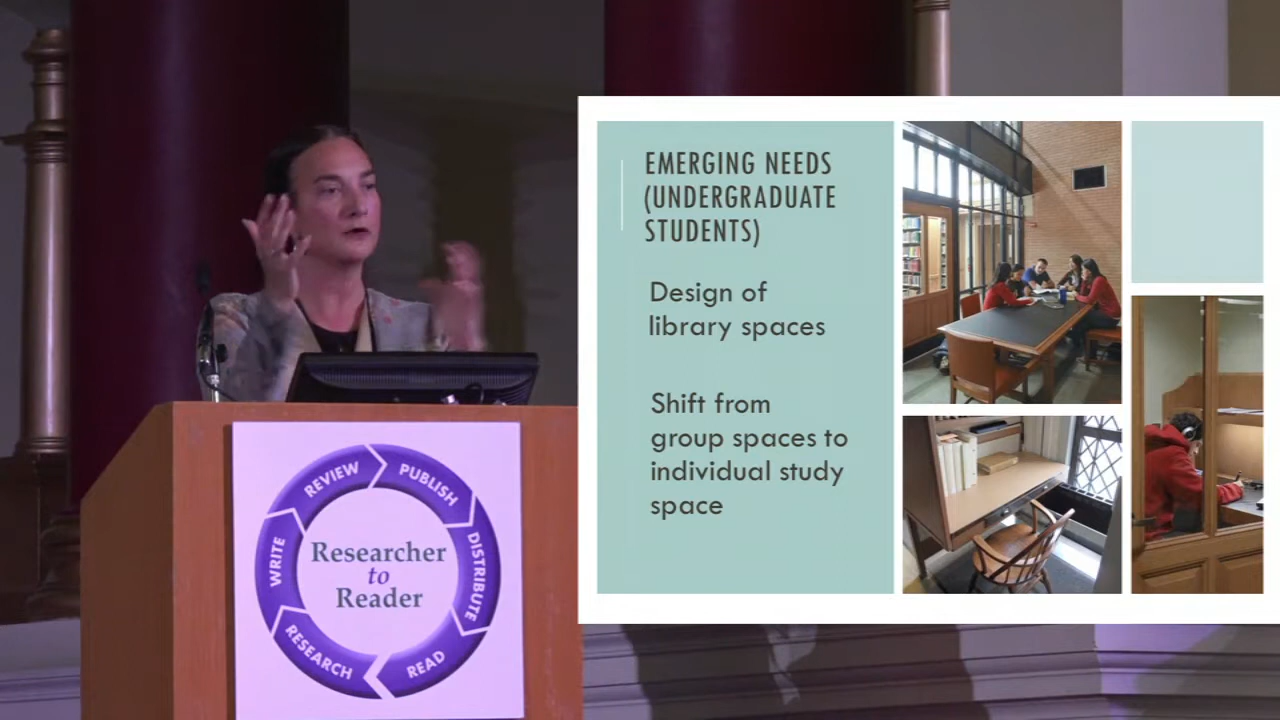 EMERGING NEEDS
(UNDERGRADUATE
STUDENTS)
Design of
library spaces
Shift from
group spaces to
individual study
space
REVIEW
PUBLISH
DISTRIBUTE
READ
RESEARCH
WRITE
Researcher
to
Reader